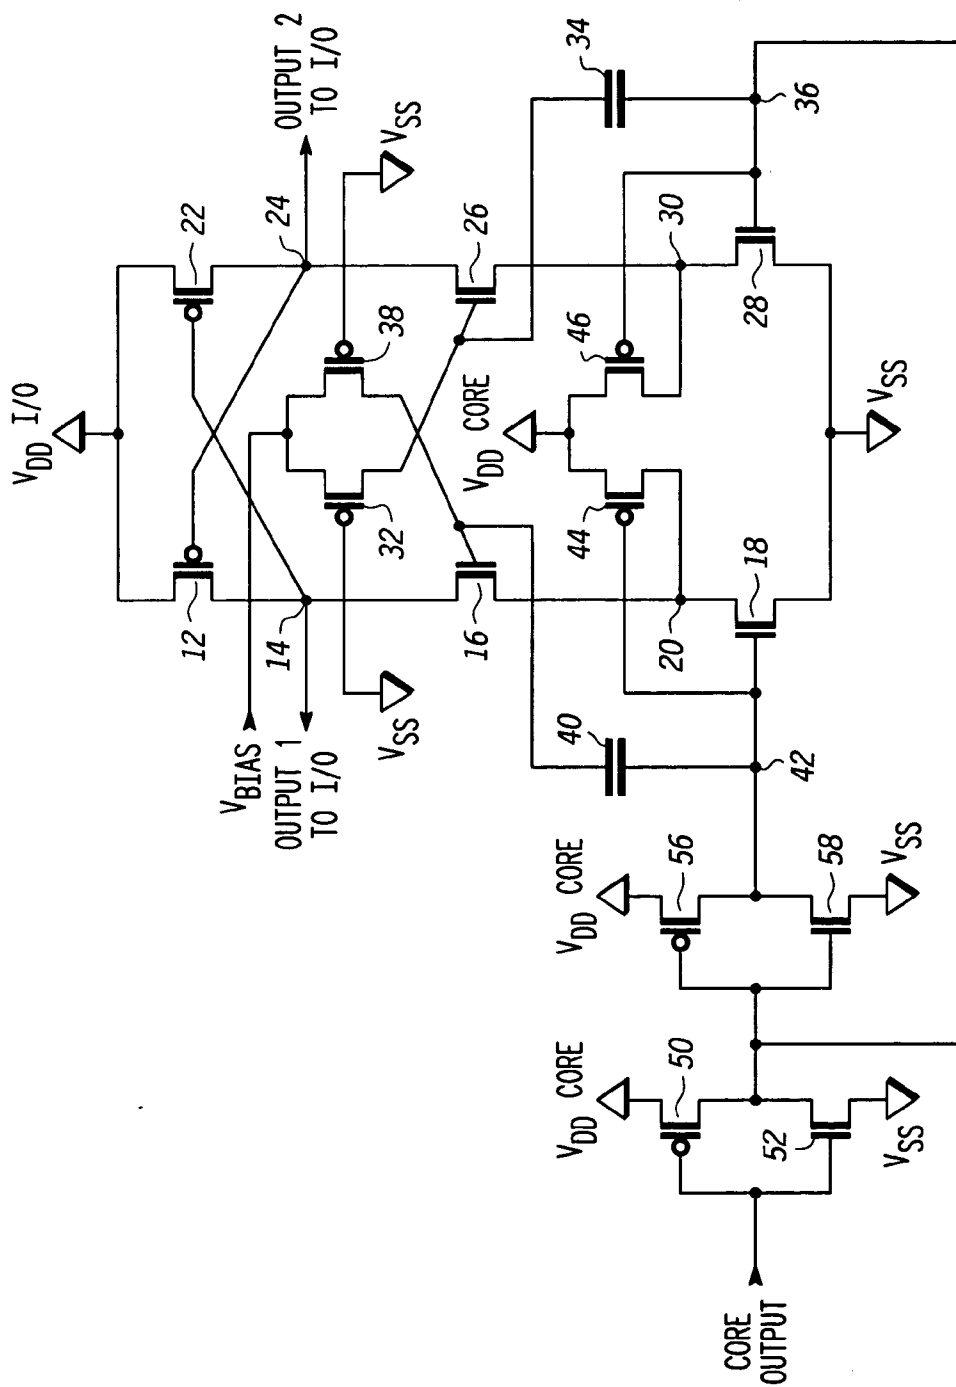 V_DD I/O
12
22
V_BIAS
OUTPUT 1
TO I/O
14
24
OUTPUT 2
TO I/O
V_SS
32
38
V_SS
16
26
V_DD CORE
40
34
44
46
20
30
42
18
28
36
V_SS
V_DD CORE
50
V_DD CORE
56
CORE
OUTPUT
52
V_SS
58
V_SS